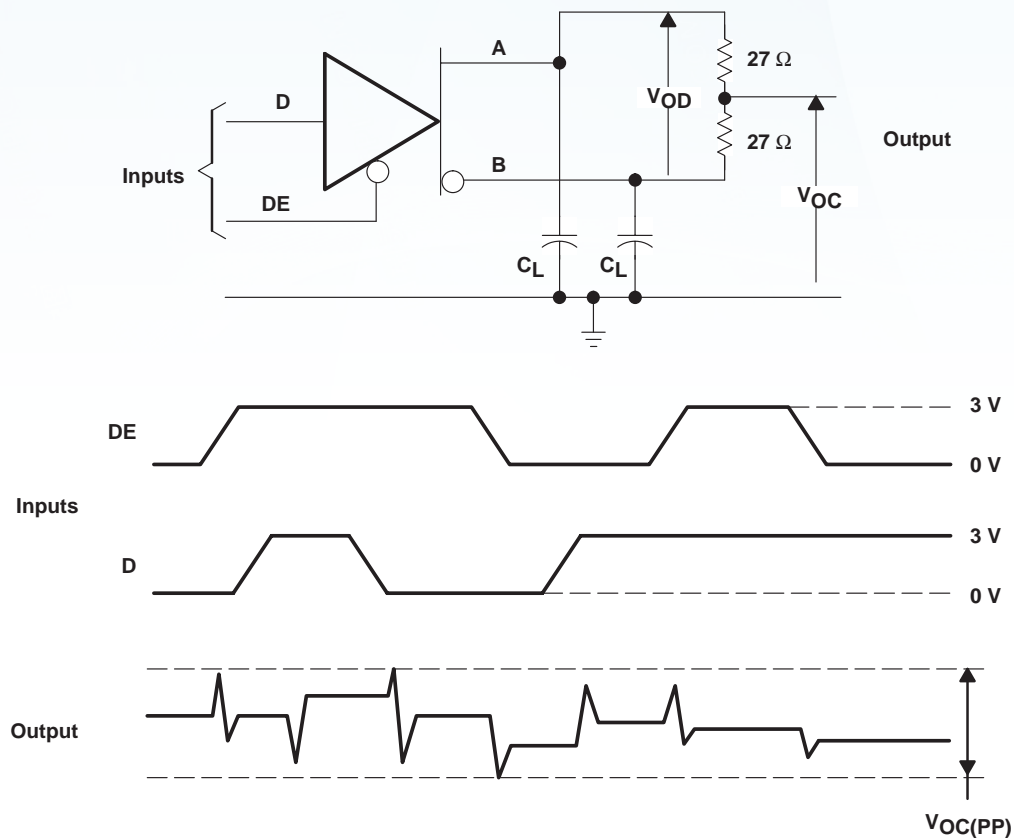 A
27 Ω
D
VOD
27 Ω
Output
Inputs
B
VOC
DE
CL
CL
3 V
DE
0 V
Inputs
3 V
D
0 V
Output
VOC(PP)